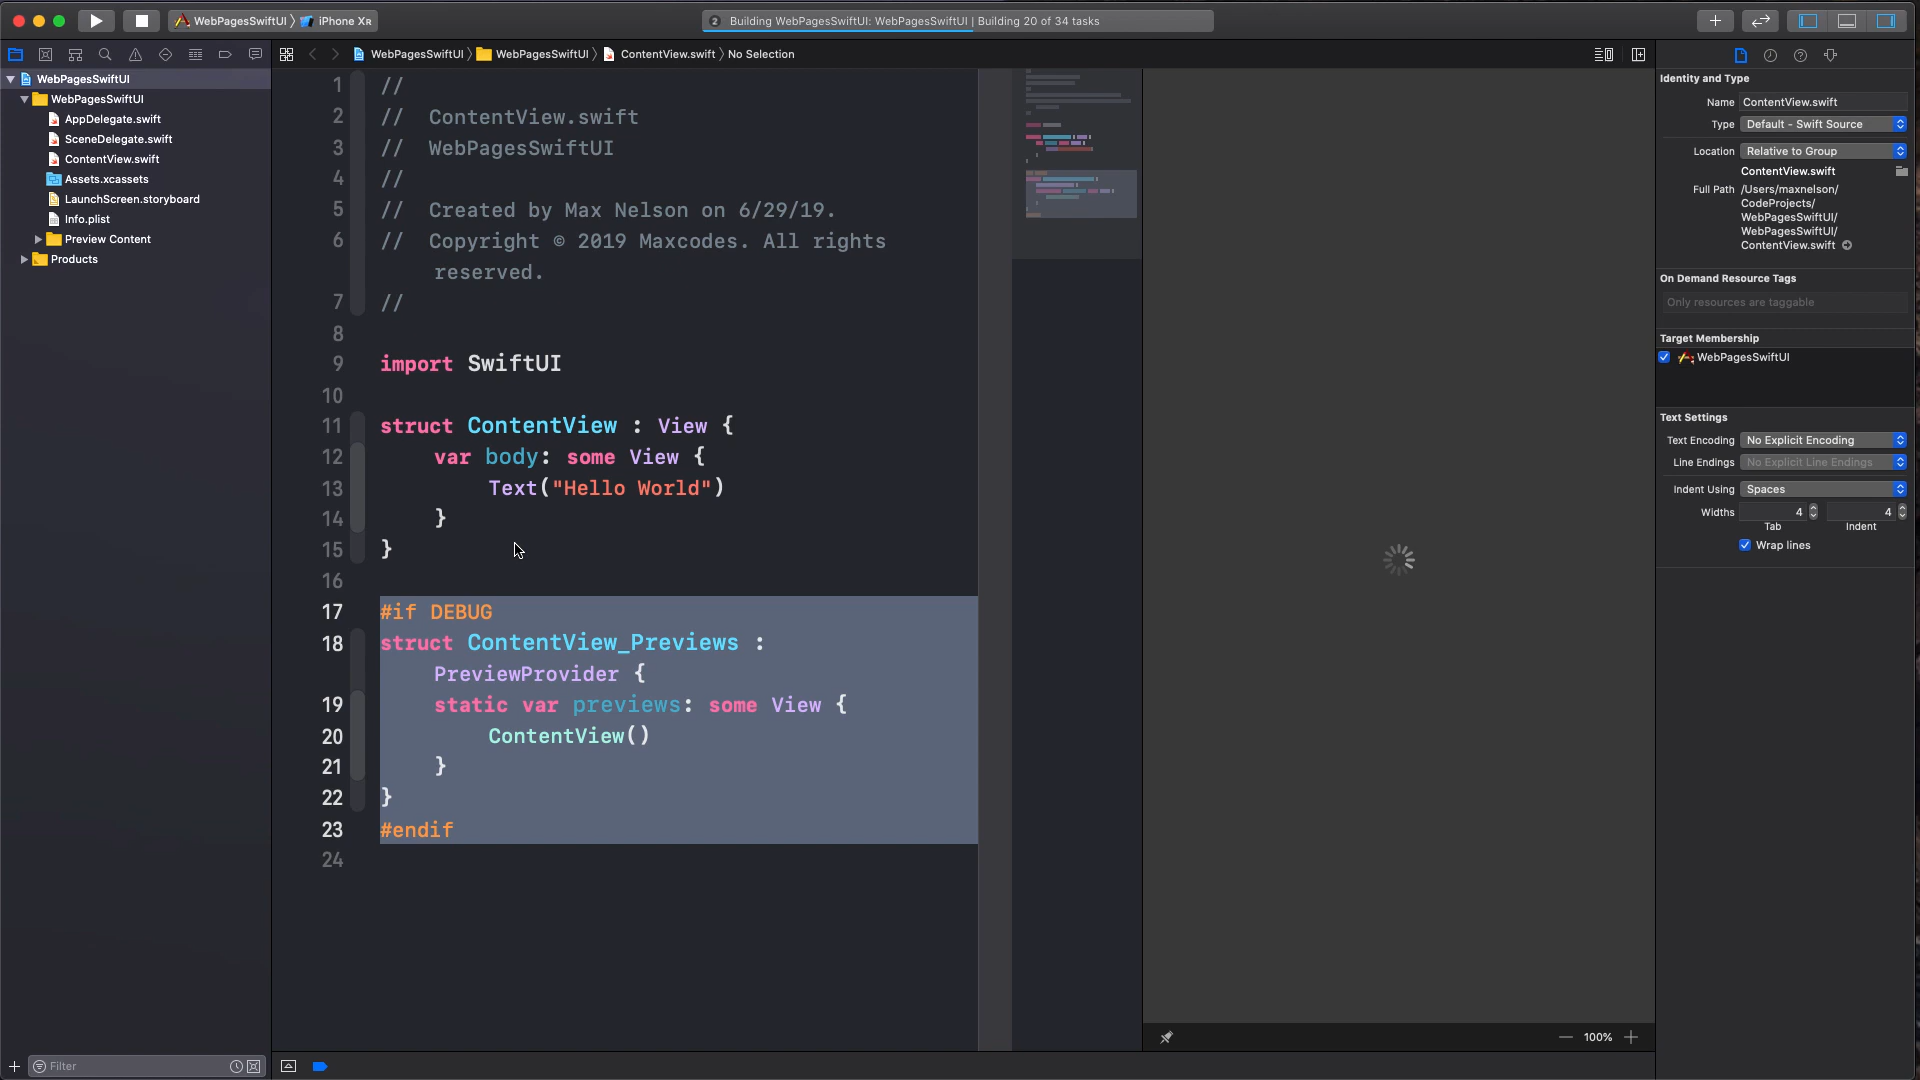 WebPagesSwiftUI
iPhone XR
2 Building WebPagesSwiftUI: WebPagesSwiftUI | Building 20 of 34 tasks
WebPagesSwiftUI
WebPagesSwiftUI
ContentView.swift
No Selection
WebPagesSwiftUI
WebPagesSwiftUI
AppDelegate.swift
SceneDelegate.swift
ContentView.swift
Assets.xcassets
LaunchScreen.storyboard
Info.plist
Preview Content
Products
Filter
1 //
2 //  ContentView.swift
3 //  WebPagesSwiftUI
4 //
5 //  Created by Max Nelson on 6/29/19.
6 //  Copyright © 2019 Maxcodes. All rights
reserved.
7 //
8
9 import SwiftUI
10
11 struct ContentView : View {
12 var body: some View {
13 Text("Hello World")
14 }
15 }
16
17 #if DEBUG
18 struct ContentView_Previews :
PreviewProvider {
19 static var previews: some View {
20 ContentView()
21 }
22 }
23 #endif
24
100%
Identity and Type
Name ContentView.swift
Type Default - Swift Source
Location Relative to Group
ContentView.swift
Full Path /Users/maxnelson/
CodeProjects/
WebPagesSwiftUI/
WebPagesSwiftUI/
ContentView.swift
On Demand Resource Tags
Only resources are taggable
Target Membership
WebPagesSwiftUI
Text Settings
Text Encoding No Explicit Encoding
Line Endings No Explicit Line Endings
Indent Using Spaces
Widths 4 4
Tab Indent
Wrap lines